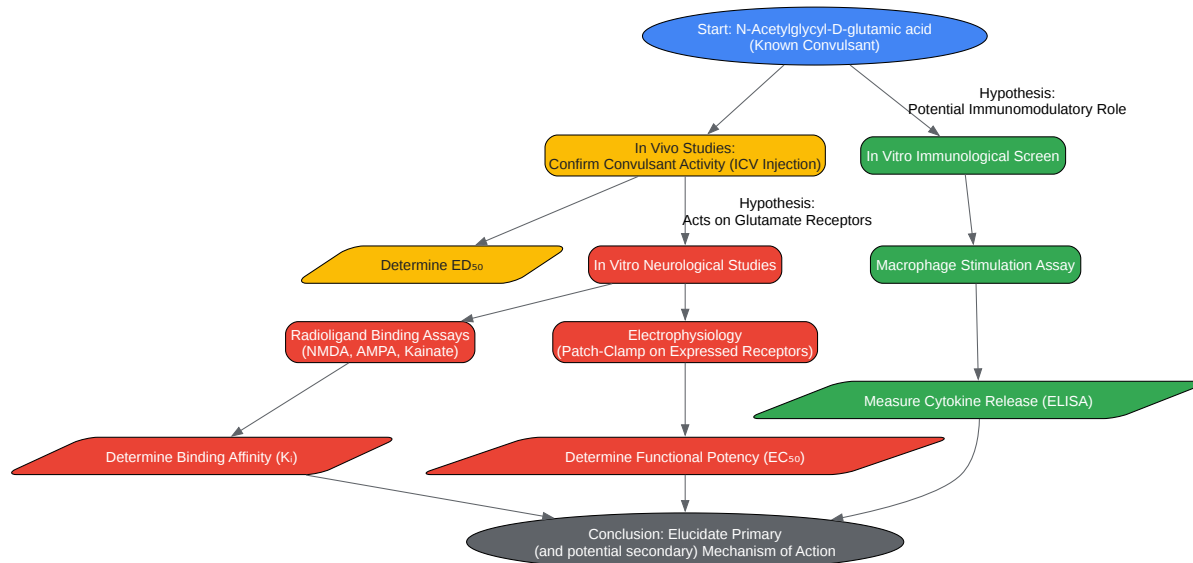 Start: N-Acetylglycyl-D-glutamic acid
(Known Convulsant)
Hypothesis:
Potential Immunomodulatory Role
In Vivo Studies:
Confirm Convulsant Activity (ICV Injection)
In Vitro Immunological Screen
Hypothesis:
Acts on Glutamate Receptors
Determine ED₅₀
In Vitro Neurological Studies
Macrophage Stimulation Assay
Radioligand Binding Assays
(NMDA, AMPA, Kainate)
Electrophysiology
(Patch-Clamp on Expressed Receptors)
Measure Cytokine Release (ELISA)
Determine Binding Affinity (Kᵢ)
Determine Functional Potency (EC₅₀)
Conclusion: Elucidate Primary
(and potential secondary) Mechanism of Action